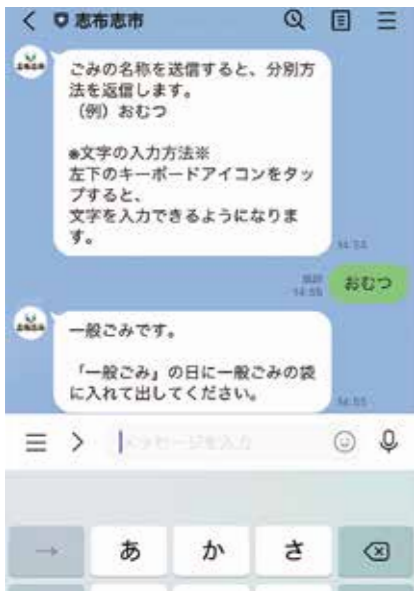 志布志市
ごみの名称を送信すると、分別方
法を返信します。
（例）おむつ
※文字の入力方法※
左下のキーボードアイコンをタッ
プすると、
文字を入力できるようになりま
す。
14:55
おむつ
一般ごみです。
「一般ごみ」の日に一般ごみの袋
に入れて出してください。
14:55
メッセージを入力
→
あ
か
さ